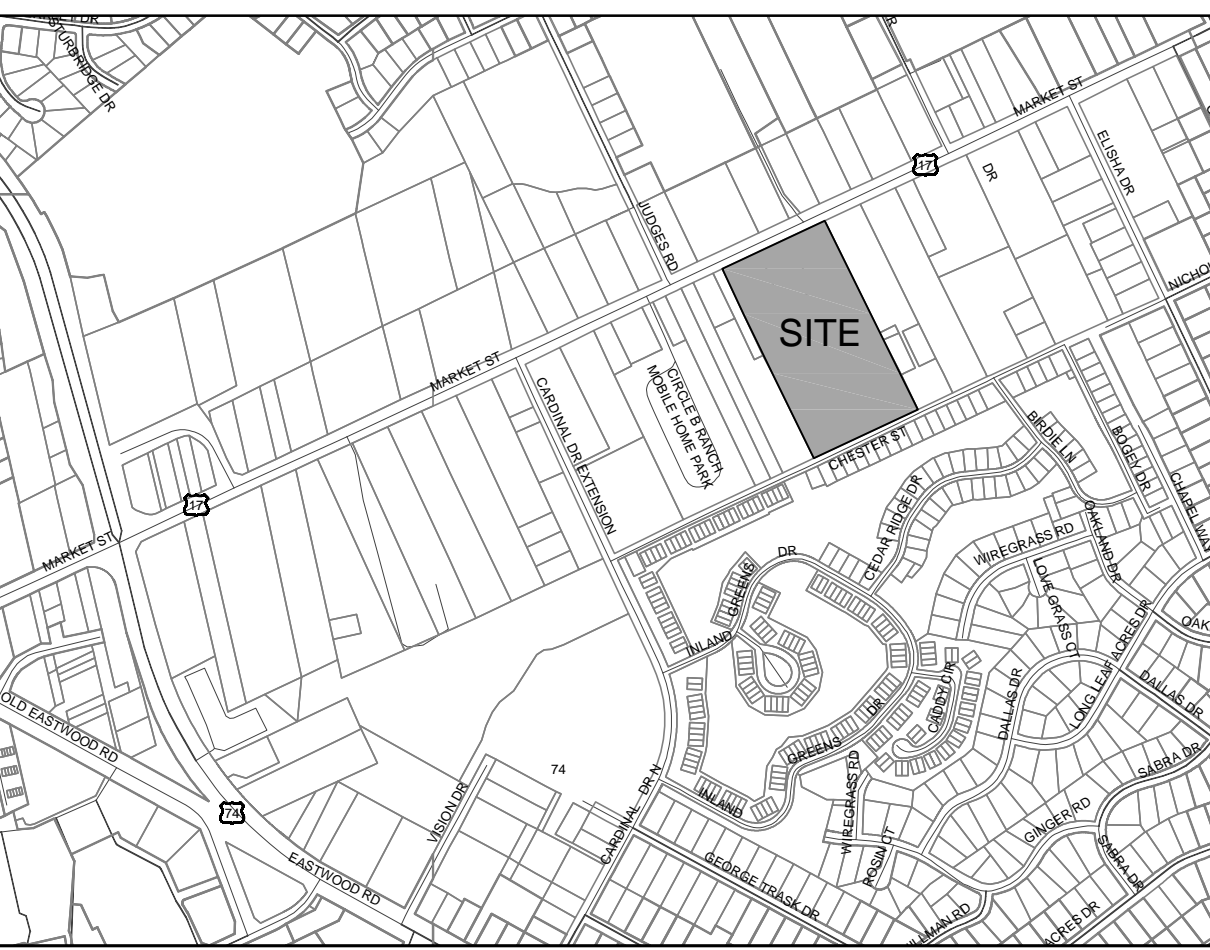 STURBRIDGE DR
MARKET ST
17
DR
ELISHA DR
JUDGES RD
SITE
MARKET ST
CARDINAL DR EXTENSION
CIRCLE B RANCH
MOBILE HOME PARK
CHESTER ST
BIRDIE LN
BOGEY DR
CHAPEL WAY
17
MARKET ST
CEDAR RIDGE DR
OAKLAND DR
WIREGRASS RD
LOVE GRASS CT
INLAND
GREENS
DR
LONG LEAF ACRES DR
DALLAS DR
DALLAS DR
CADDY CIR
OLD EASTWOOD RD
74
74
VISION DR
CARDINAL DR N
INLAND
GREENS
DR
WIREGRASS RD
ROSIN CT
GINGER RD
SABRA DR
SABRA DR
EASTWOOD RD
GEORGE TRASK DR
ACRES DR